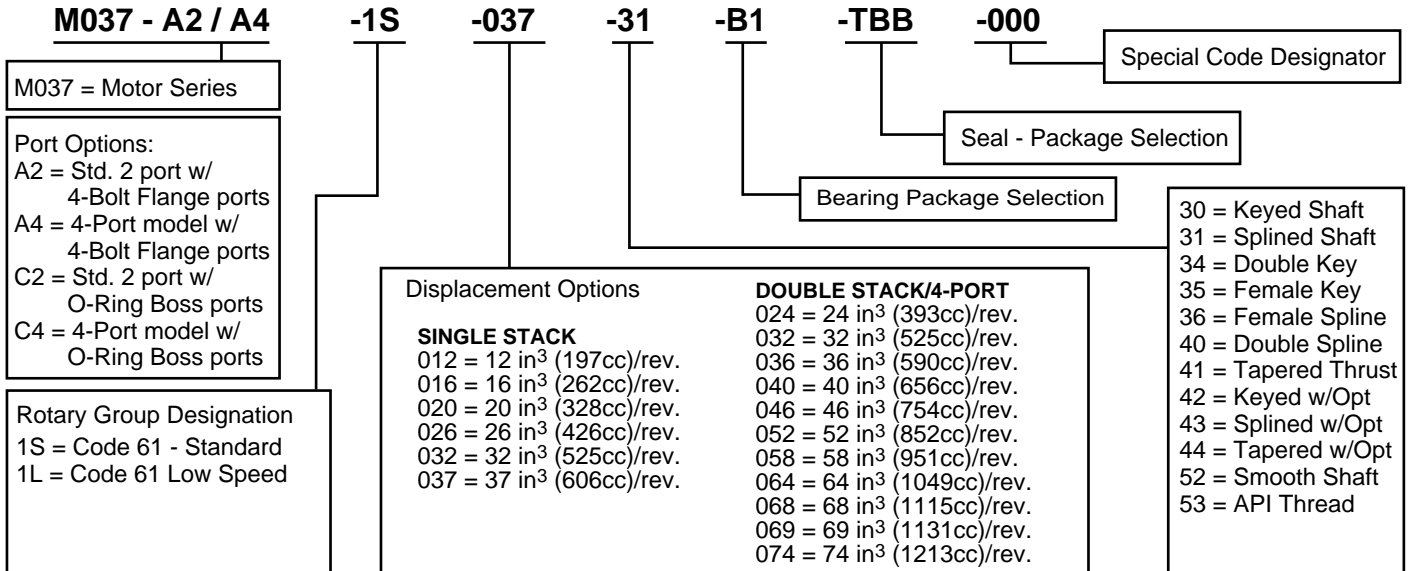 M037 - A2 / A4 -1S -037 -31 -B1 -TBB -000
Special Code Designator
M037 = Motor Series
Seal - Package Selection
Bearing Package Selection
Port Options:
A2 = Std. 2 port w/
4-Bolt Flange ports
A4 = 4-Port model w/
4-Bolt Flange ports
C2 = Std. 2 port w/
O-Ring Boss ports
C4 = 4-Port model w/
O-Ring Boss ports
Rotary Group Designation
1S = Code 61 - Standard
1L = Code 61 Low Speed
Displacement Options
SINGLE STACK
012 = 12 in³ (197cc)/rev.
016 = 16 in³ (262cc)/rev.
020 = 20 in³ (328cc)/rev.
026 = 26 in³ (426cc)/rev.
032 = 32 in³ (525cc)/rev.
037 = 37 in³ (606cc)/rev.
DOUBLE STACK/4-PORT
024 = 24 in³ (393cc)/rev.
032 = 32 in³ (525cc)/rev.
036 = 36 in³ (590cc)/rev.
040 = 40 in³ (656cc)/rev.
046 = 46 in³ (754cc)/rev.
052 = 52 in³ (852cc)/rev.
058 = 58 in³ (951cc)/rev.
064 = 64 in³ (1049cc)/rev.
068 = 68 in³ (1115cc)/rev.
069 = 69 in³ (1131cc)/rev.
074 = 74 in³ (1213cc)/rev.
30 = Keyed Shaft
31 = Splined Shaft
34 = Double Key
35 = Female Key
36 = Female Spline
40 = Double Spline
41 = Tapered Thrust
42 = Keyed w/Opt
43 = Splined w/Opt
44 = Tapered w/Opt
52 = Smooth Shaft
53 = API Thread